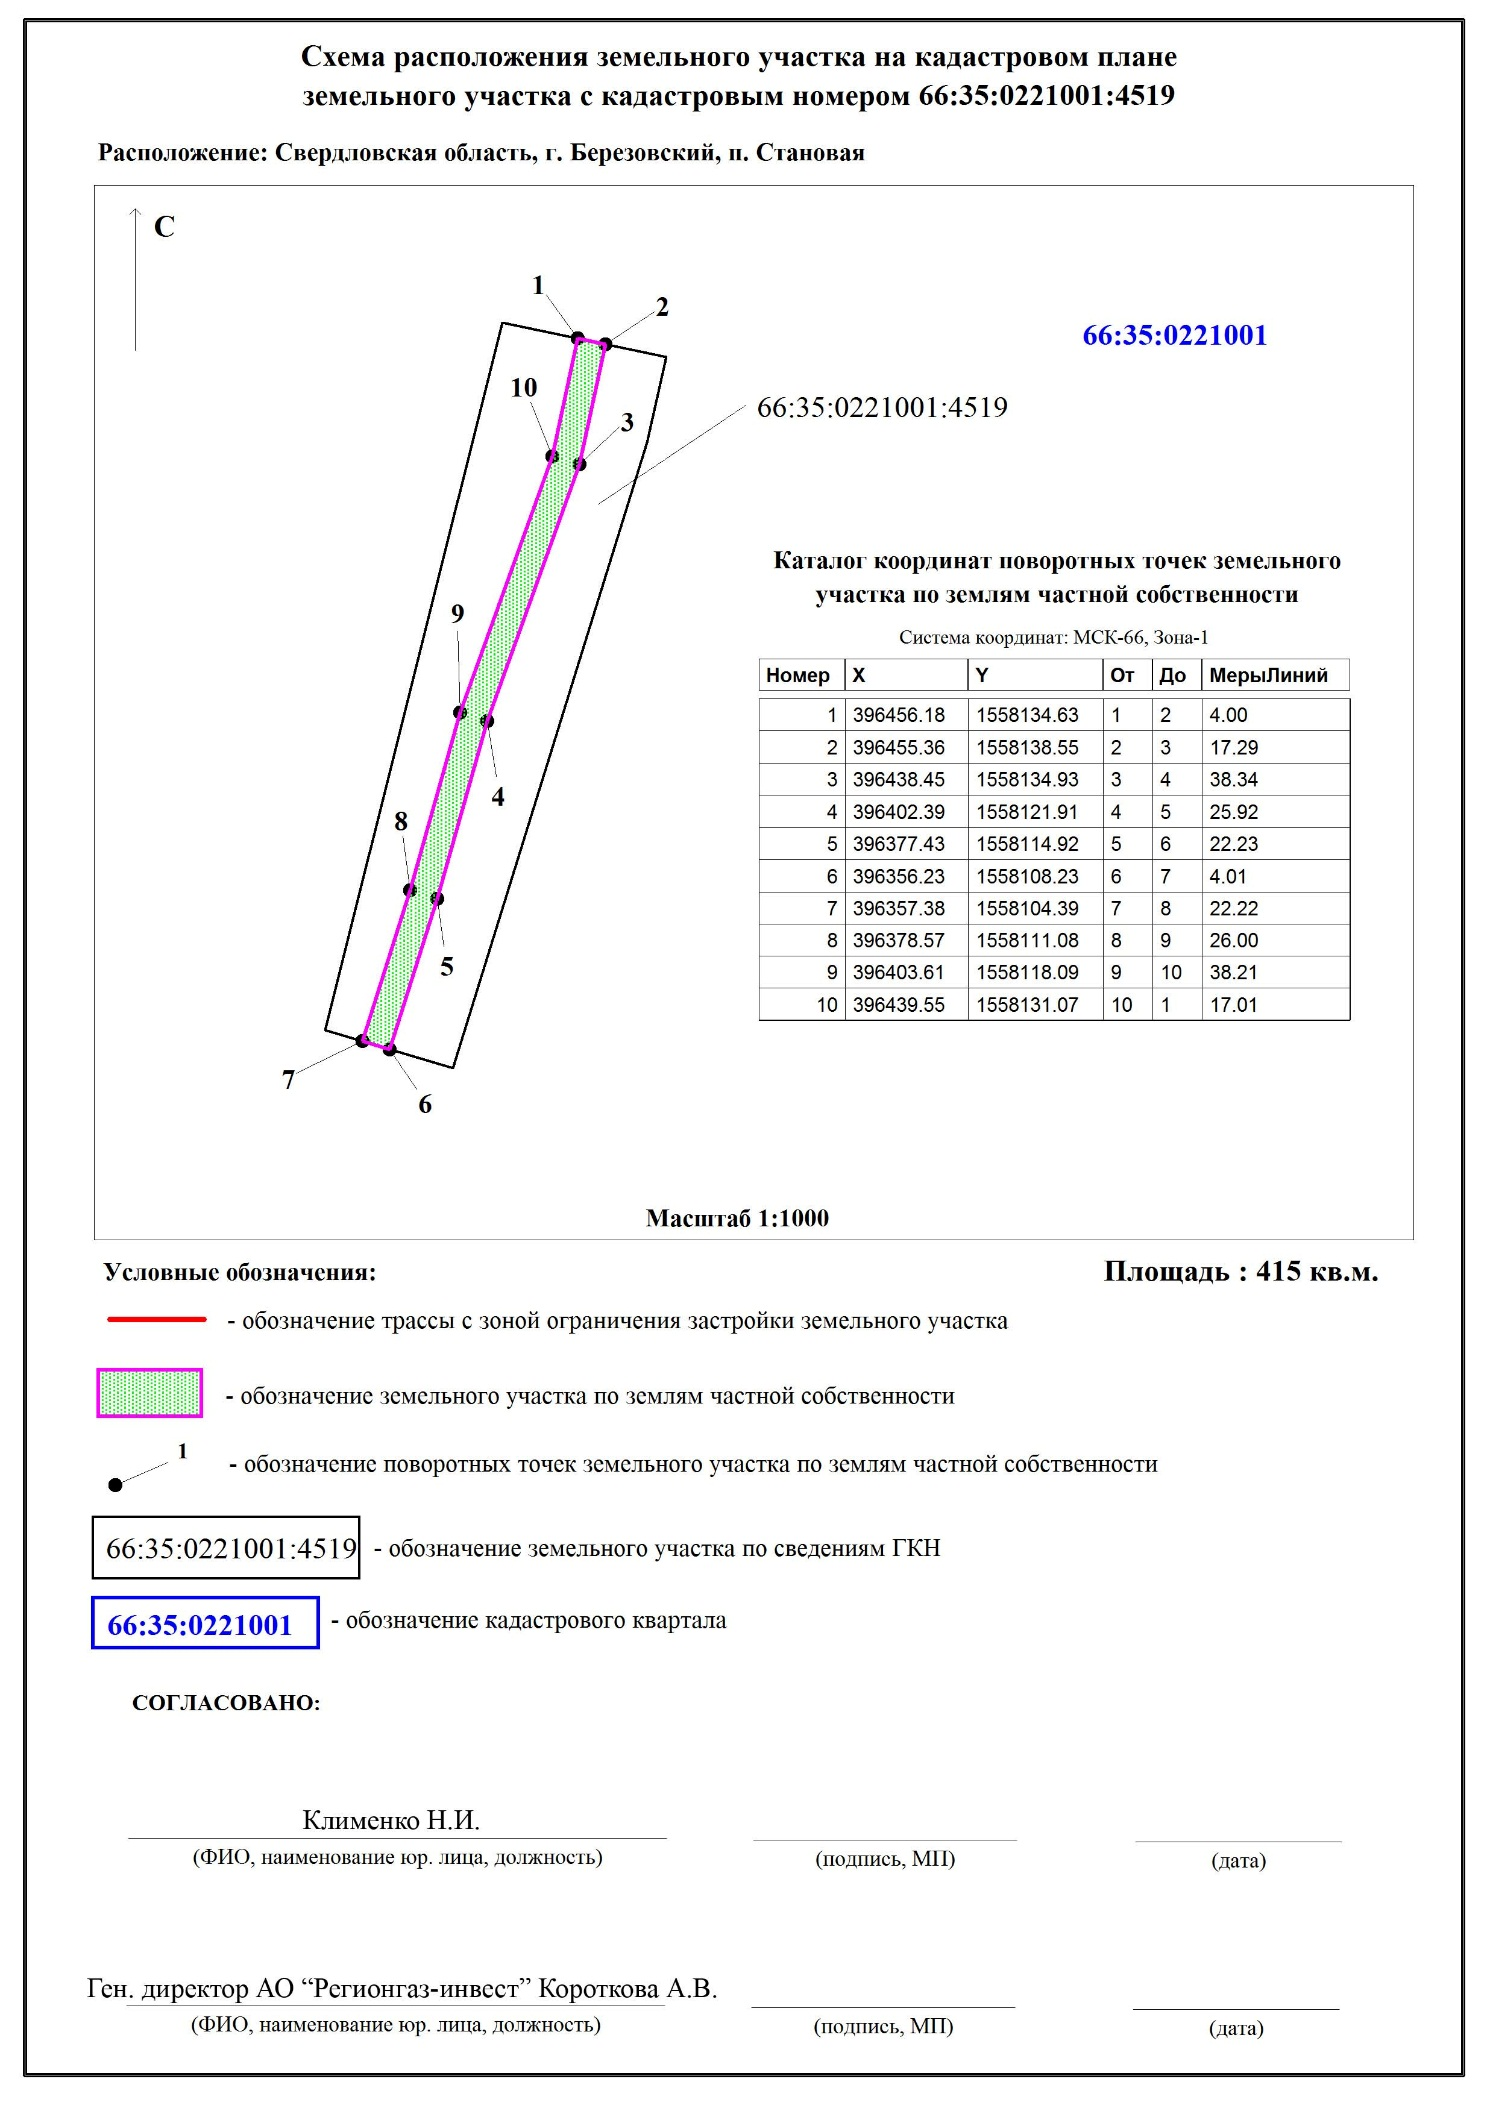 Схема расположения земельного участка на кадастровом плане
земельного участка с кадастровым номером 66:35:0221001:4519
Расположение: Свердловская область, г. Березовский, п. Становая
С
1
2
66:35:0221001
10
66:35:0221001:4519
3
Каталог координат поворотных точек земельного
участка по землям частной собственности
Система координат: МСК-66, Зона-1
Номер X Y От До МерыЛиний
1 396456.18 1558134.63 1 2 4.00
2 396455.36 1558138.55 2 3 17.29
3 396438.45 1558134.93 3 4 38.34
4 396402.39 1558121.91 4 5 25.92
5 396377.43 1558114.92 5 6 22.23
6 396356.23 1558108.23 6 7 4.01
7 396357.38 1558104.39 7 8 22.22
8 396378.57 1558111.08 8 9 26.00
9 396403.61 1558118.09 9 10 38.21
10 396439.55 1558131.07 10 1 17.01
9
4
8
5
7
6
Масштаб 1:1000
Условные обозначения:
Площадь : 415 кв.м.
- обозначение трассы с зоной ограничения застройки земельного участка
- обозначение земельного участка по землям частной собственности
1
- обозначение поворотных точек земельного участка по землям частной собственности
66:35:0221001:4519 - обозначение земельного участка по сведениям ГКН
66:35:0221001 - обозначение кадастрового квартала
СОГЛАСОВАНО:
Клименко Н.И.
(ФИО, наименование юр. лица, должность) (подпись, МП) (дата)
Ген. директор АО “Регионгаз-инвест” Короткова А.В.
(ФИО, наименование юр. лица, должность) (подпись, МП) (дата)